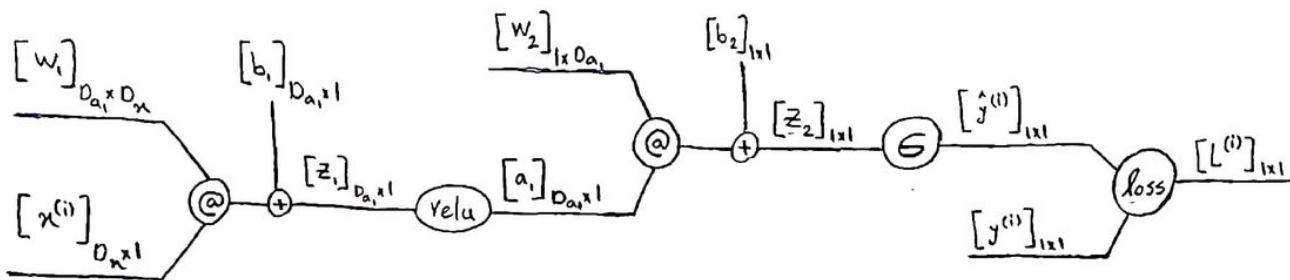 [W₁]_{Dₐ₁×Dₓ}
[b₁]_{Dₐ₁×1}
[W₂]_{1×Dₐ₁}
[b₂]_{1×1}
[x⁽ⁱ⁾]_{Dₓ×1}
@
+
[z₁]_{Dₐ₁×1}
relu
[a₁]_{Dₐ₁×1}
@
+
[z₂]_{1×1}
σ
[ŷ⁽ⁱ⁾]_{1×1}
[y⁽ⁱ⁾]_{1×1}
loss
[L⁽ⁱ⁾]_{1×1}